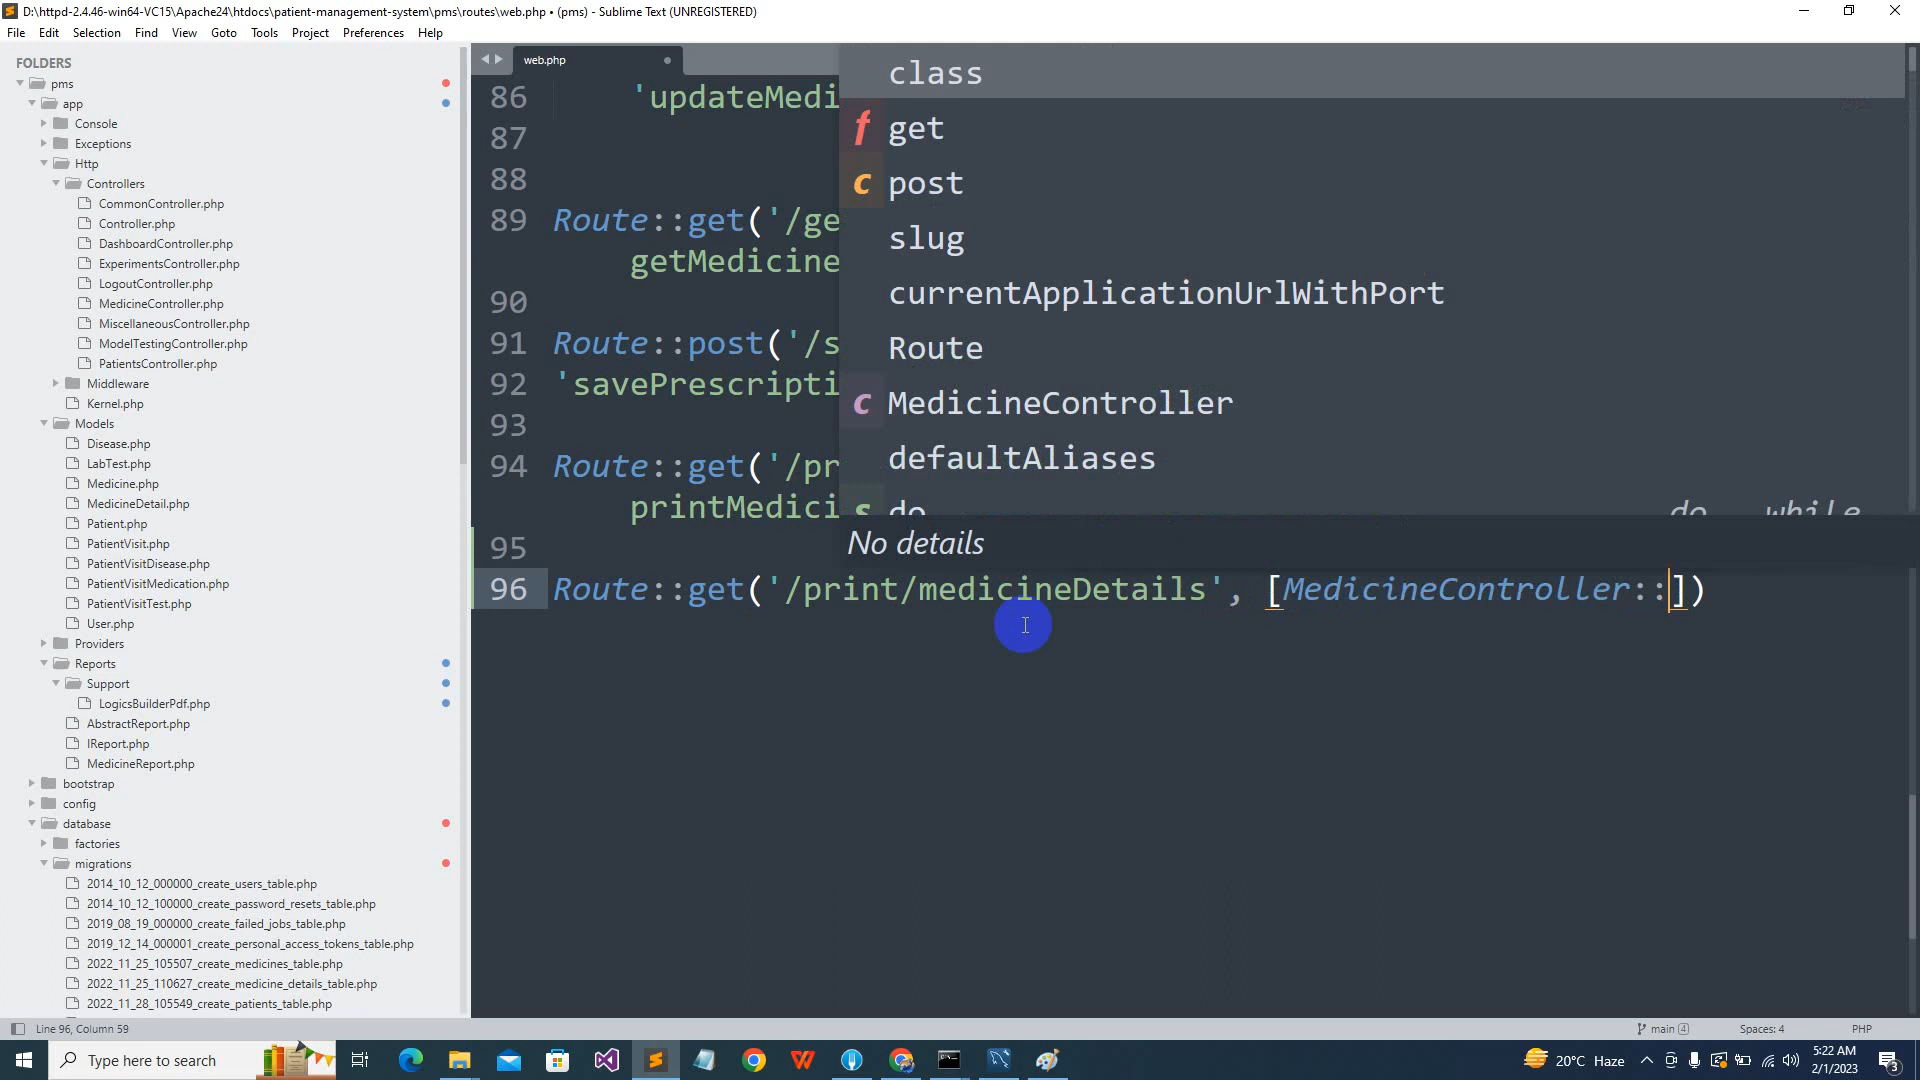 D:\httpd-2.4.46-win64-VC15\Apache24\htdocs\patient-management-system\pms\routes\web.php • (pms) - Sublime Text (UNREGISTERED)
File Edit Selection Find View Goto Tools Project Preferences Help
FOLDERS
pms
app
Console
Exceptions
Http
Controllers
CommonController.php
Controller.php
DashboardController.php
ExperimentsController.php
LogoutController.php
MedicineController.php
MiscellaneousController.php
ModelTestingController.php
PatientsController.php
Middleware
Kernel.php
Models
Disease.php
LabTest.php
Medicine.php
MedicineDetail.php
Patient.php
PatientVisit.php
PatientVisitDisease.php
PatientVisitMedication.php
PatientVisitTest.php
User.php
Providers
Reports
Support
LogicsBuilderPdf.php
AbstractReport.php
IReport.php
MedicineReport.php
bootstrap
config
database
factories
migrations
2014_10_12_000000_create_users_table.php
2014_10_12_100000_create_password_resets_table.php
2019_08_19_000000_create_failed_jobs_table.php
2019_12_14_000001_create_personal_access_tokens_table.php
2022_11_25_105507_create_medicines_table.php
2022_11_25_110627_create_medicine_details_table.php
2022_11_28_105549_create_patients_table.php
web.php
86 'updateMedi
87
88
89 Route::get('/ge
getMedicine
90
91 Route::post('/s
92 'savePrescripti
93
94 Route::get('/pr
printMedici
95
96 Route::get('/print/medicineDetails', [MedicineController::])
class
f get
c post
slug
currentApplicationUrlWithPort
Route
c MedicineController
defaultAliases
s do do … while
No details
Line 96, Column 59
main 4
Spaces: 4
PHP
Type here to search
20°C Haze
5:22 AM
2/1/2023
3